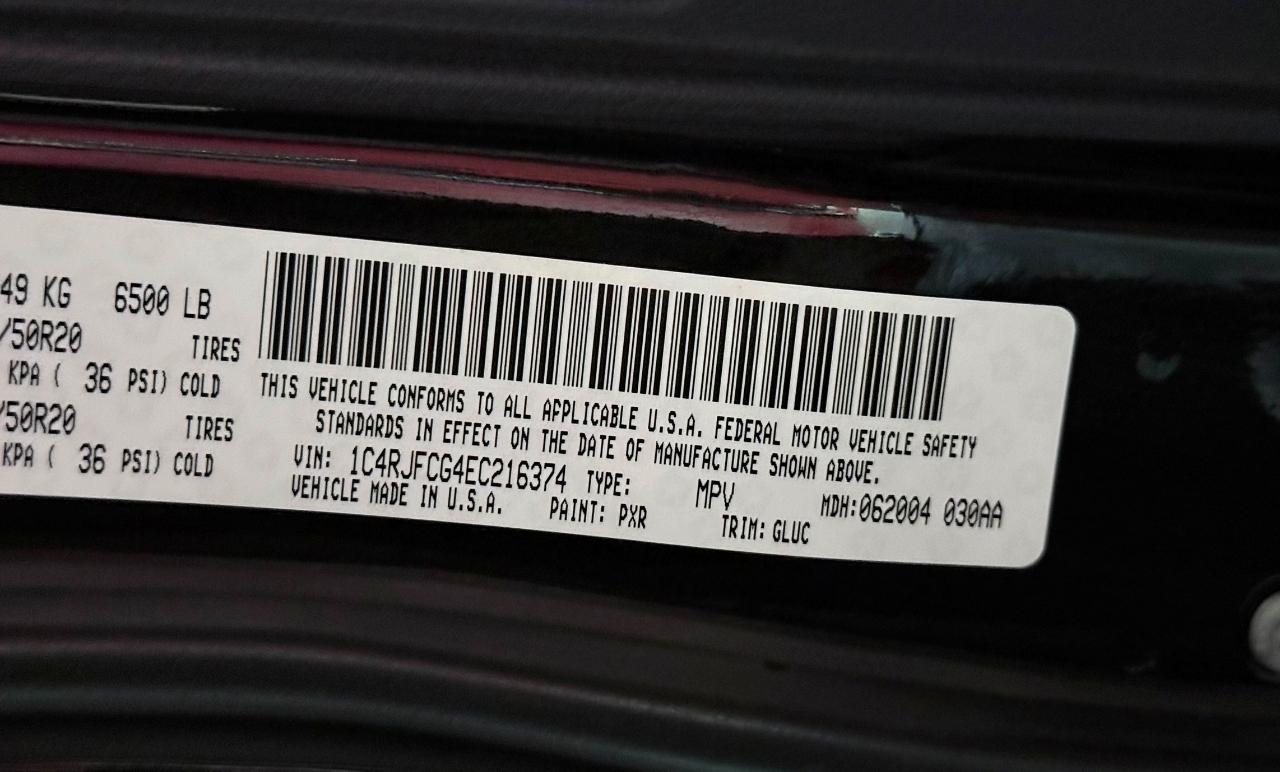 49 KG 6500 LB
/50R20 TIRES
KPA ( 36 PSI) COLD
/50R20 TIRES
KPA ( 36 PSI) COLD
THIS VEHICLE CONFORMS TO ALL APPLICABLE U.S.A. FEDERAL MOTOR VEHICLE SAFETY
STANDARDS IN EFFECT ON THE DATE OF MANUFACTURE SHOWN ABOVE.
VIN: 1C4RJFCG4EC216374 TYPE: MPV MDH:062004 030AA
VEHICLE MADE IN U.S.A. PAINT: PXR TRIM: GLUC